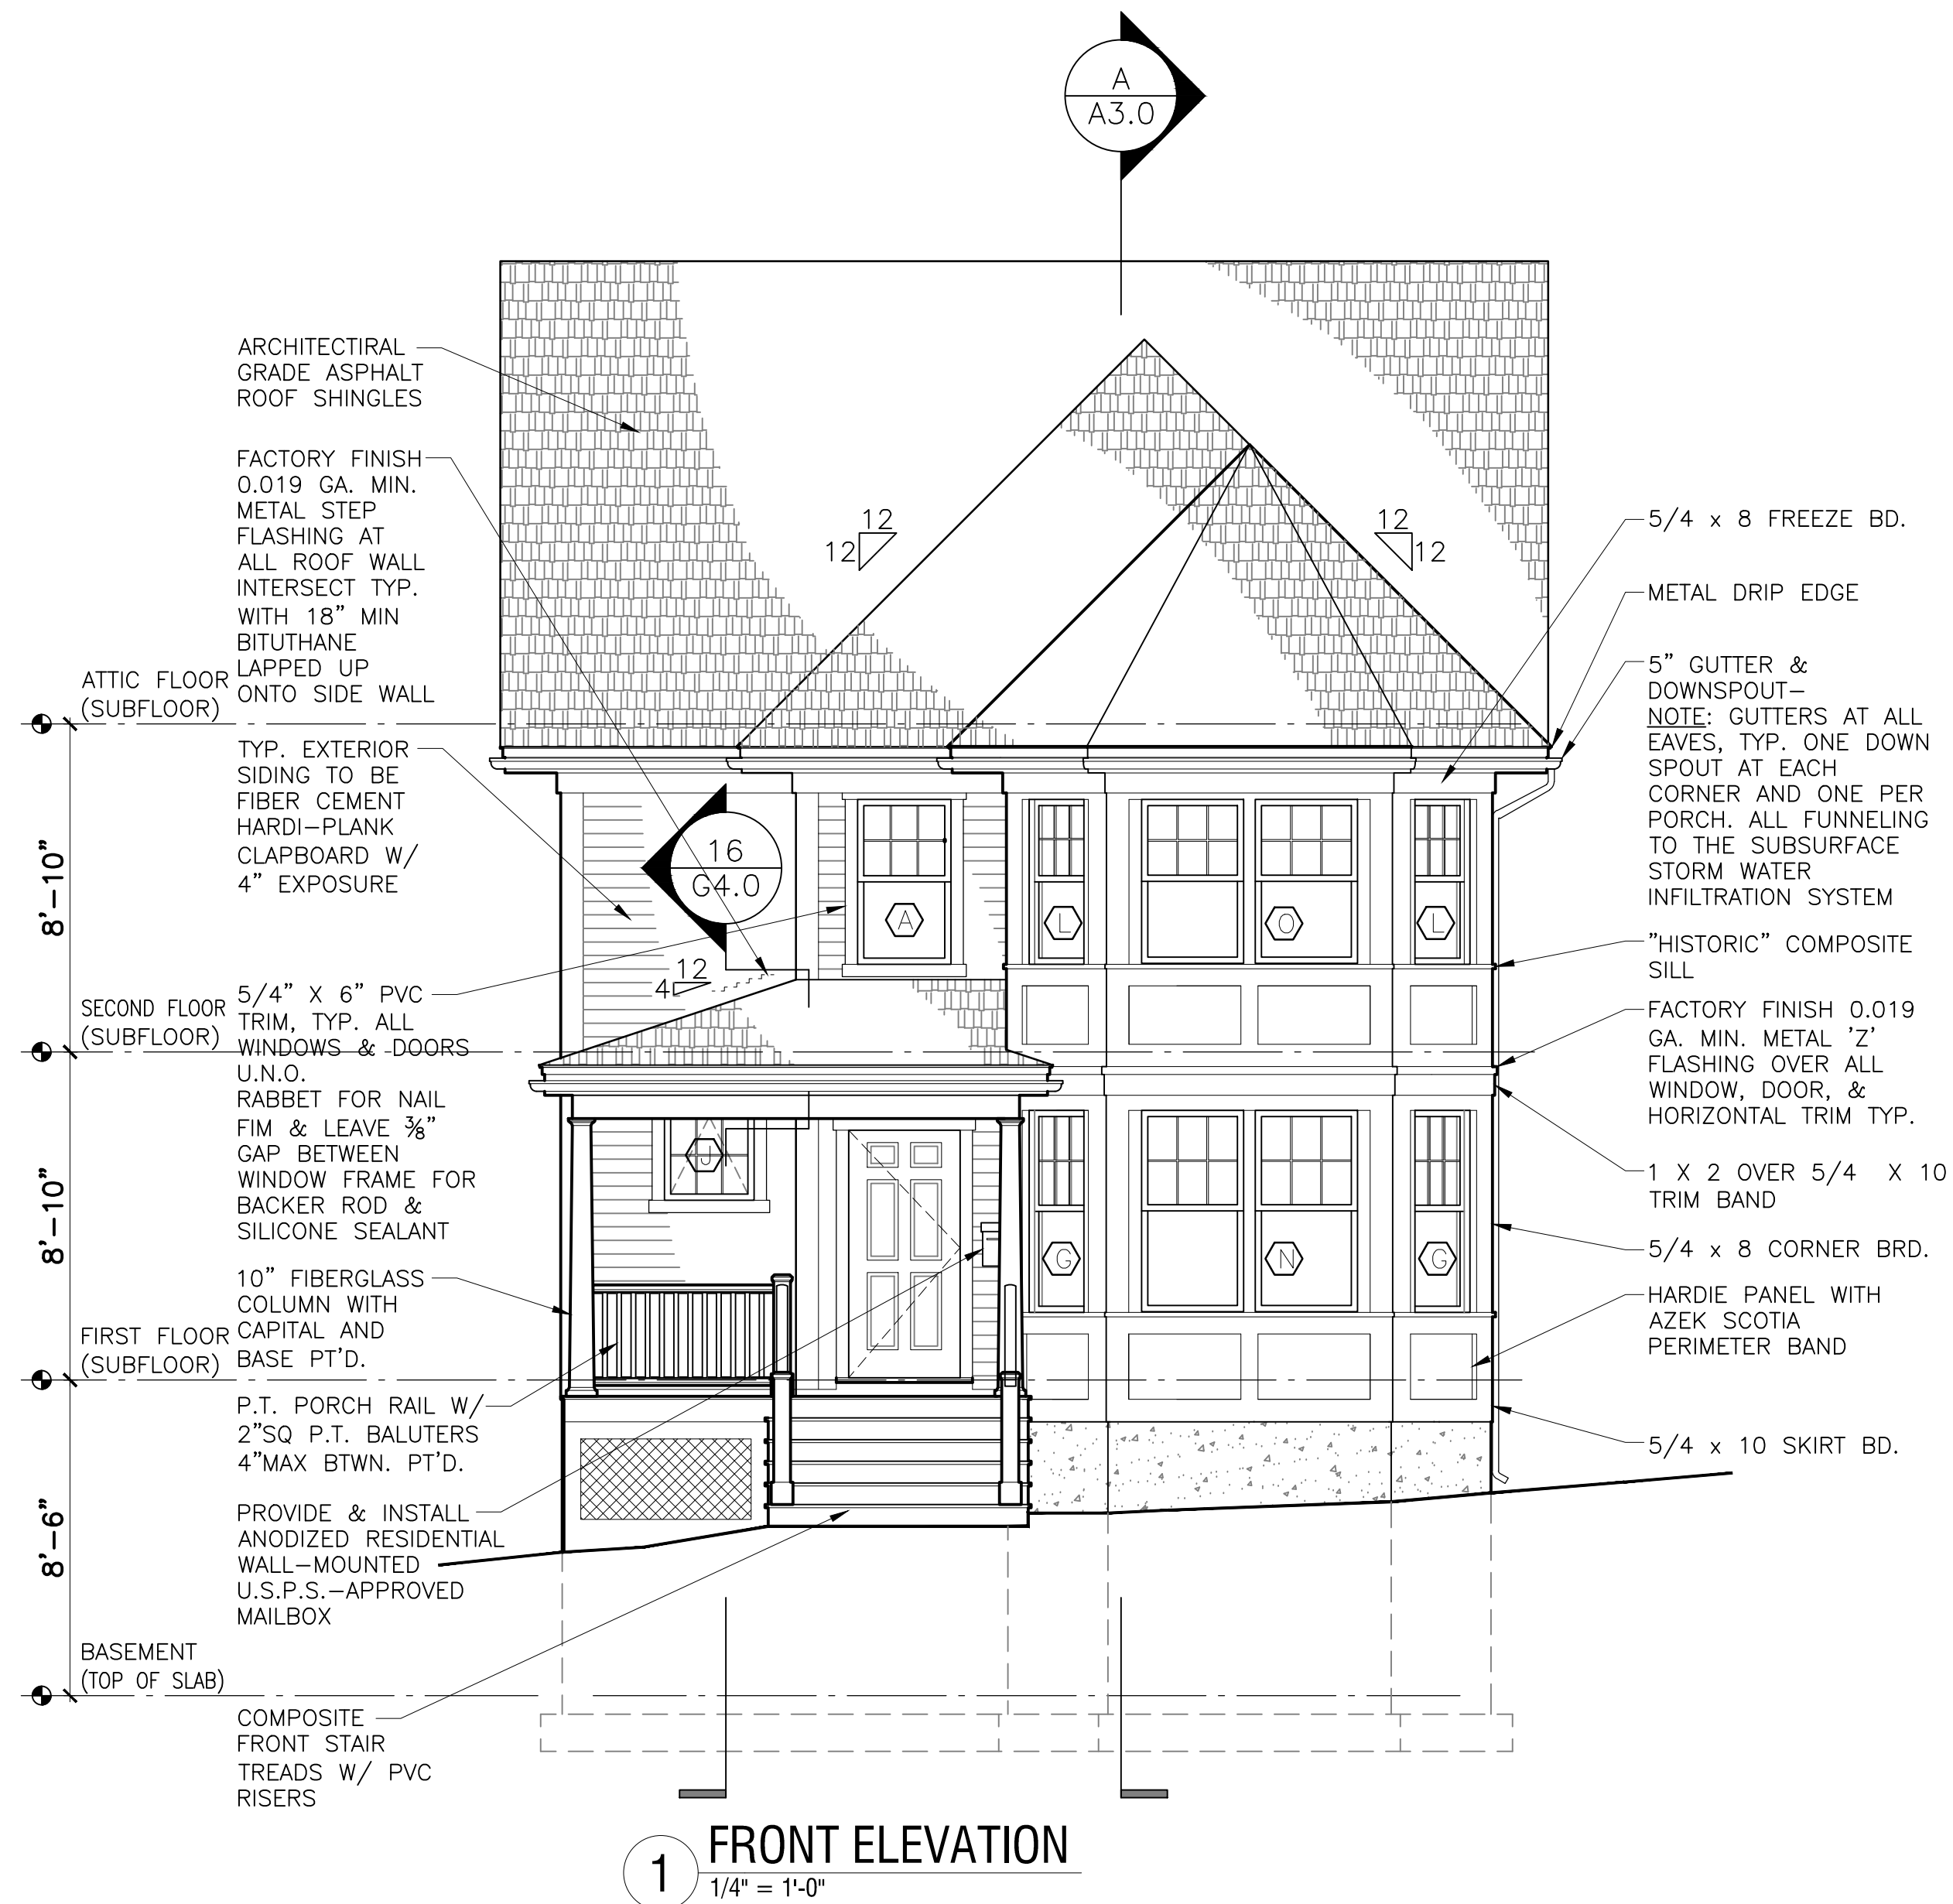 A
A3.0
ARCHITECTIRAL
GRADE ASPHALT
ROOF SHINGLES
FACTORY FINISH
0.019 GA. MIN.
METAL STEP
FLASHING AT
ALL ROOF WALL
INTERSECT TYP.
WITH 18" MIN
BITUTHANE
LAPPED UP
ONTO SIDE WALL
TYP. EXTERIOR
SIDING TO BE
FIBER CEMENT
HARDI-PLANK
CLAPBOARD W/
4" EXPOSURE
5/4" X 6" PVC
TRIM, TYP. ALL
WINDOWS & DOORS
U.N.O.
RABBET FOR NAIL
FIM & LEAVE ⅜"
GAP BETWEEN
WINDOW FRAME FOR
BACKER ROD &
SILICONE SEALANT
10" FIBERGLASS
COLUMN WITH
CAPITAL AND
BASE PT'D.
P.T. PORCH RAIL W/
2"SQ P.T. BALUTERS
4"MAX BTWN. PT'D.
PROVIDE & INSTALL
ANODIZED RESIDENTIAL
WALL-MOUNTED
U.S.P.S.-APPROVED
MAILBOX
COMPOSITE
FRONT STAIR
TREADS W/ PVC
RISERS
ATTIC FLOOR
(SUBFLOOR)
8'-10"
SECOND FLOOR
(SUBFLOOR)
8'-10"
FIRST FLOOR
(SUBFLOOR)
8'-6"
BASEMENT
(TOP OF SLAB)
12
12
12
12
16
G4.0
12
4
A
L
O
L
J
G
N
G
5/4 x 8 FREEZE BD.
METAL DRIP EDGE
5" GUTTER &
DOWNSPOUT-
NOTE: GUTTERS AT ALL
EAVES, TYP. ONE DOWN
SPOUT AT EACH
CORNER AND ONE PER
PORCH. ALL FUNNELING
TO THE SUBSURFACE
STORM WATER
INFILTRATION SYSTEM
"HISTORIC" COMPOSITE
SILL
FACTORY FINISH 0.019
GA. MIN. METAL 'Z'
FLASHING OVER ALL
WINDOW, DOOR, &
HORIZONTAL TRIM TYP.
1 X 2 OVER 5/4 X 10
TRIM BAND
5/4 x 8 CORNER BRD.
HARDIE PANEL WITH
AZEK SCOTIA
PERIMETER BAND
5/4 x 10 SKIRT BD.
1
FRONT ELEVATION
1/4" = 1'-0"